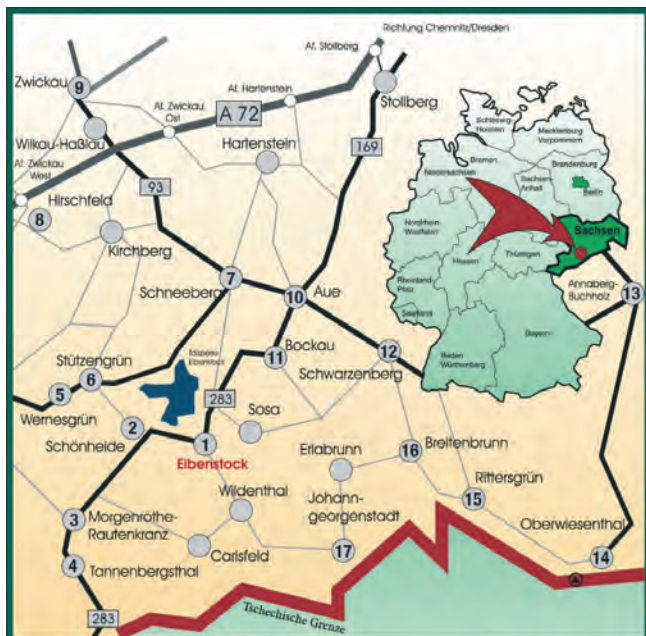 Richtung Chemnitz/Dresden
Af. Stollberg
Zwickau
9
Af. Hartenstein
Stollberg
Af. Zwickau
Ost
A 72
Wilkau-Haßlau
Hartenstein
169
Af. Zwickau
West
93
8
Hirschfeld
Kirchberg
Schleswig-
Holstein
Mecklenburg
Vorpommern
Bremen
Brandenburg
Niedersachsen
Sachsen-
Anhalt
Berlin
Nordrhein
Westfalen
Sachsen
Hessen
Thüringen
Rheinland-
Pfalz
Saarland
Bayern
Baden
Württemberg
Annaberg-
Buchholz
13
7
Schneeberg
10
Aue
Bockau
11
12
Schwarzenberg
Stützengrün
6
5
Wernesgrün
Eibenstock
283
2
Schönheide
Sosa
1
Eibenstock
Erlabrunn
Breitenbrunn
16
Wildenthal
Johann-
georgenstadt
Rittersgrün
15
3
Morgenröthe-
Rautenkranz
Carlsfeld
17
Oberwiesenthal
14
4
Tannenbergsthal
283
Tschechische Grenze